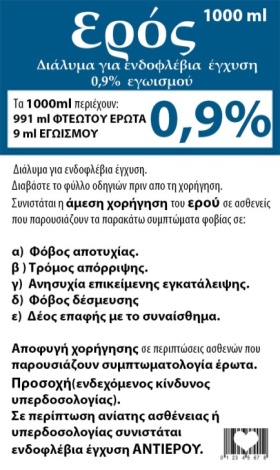 ερός
1000 ml
Διάλυμα για ενδοφλέβια έγχυση
0,9% εγωισμού
Τα 1000ml περιέχουν:
991 ml ΦΤΕΩΤΟΥ ΕΡΩΤΑ
9 ml ΕΓΩΙΣΜΟΥ
0,9%
Διάλυμα για ενδοφλέβια έγχυση.
Διαβάστε το φύλλο οδηγιών πριν απο τη χορήγηση.
Συνιστάται η άμεση χορήγηση του ερού σε ασθενείς
που παρουσιάζουν τα παρακάτω συμπτώματα φοβίας σε:
α) Φόβος αποτυχίας.
β ) Τρόμος απόρριψης.
γ) Ανησυχία επικείμενης εγκατάλειψης.
δ) Φόβος δέσμευσης
ε) Δέος επαφής με το συναίσθημα.
Αποφυγή χορήγησης σε περιπτώσεις ασθενών που
παρουσιάζουν συμπτωματολογία έρωτα.
Προσοχή(ενδεχόμενος κίνδυνος
υπερδοσολογίας).
Σε περίπτωση ανίατης ασθένειας ή
υπερδοσολογίας συνιστάται
ενδοφλέβια έγχυση ΑΝΤΙΕΡΟΥ.